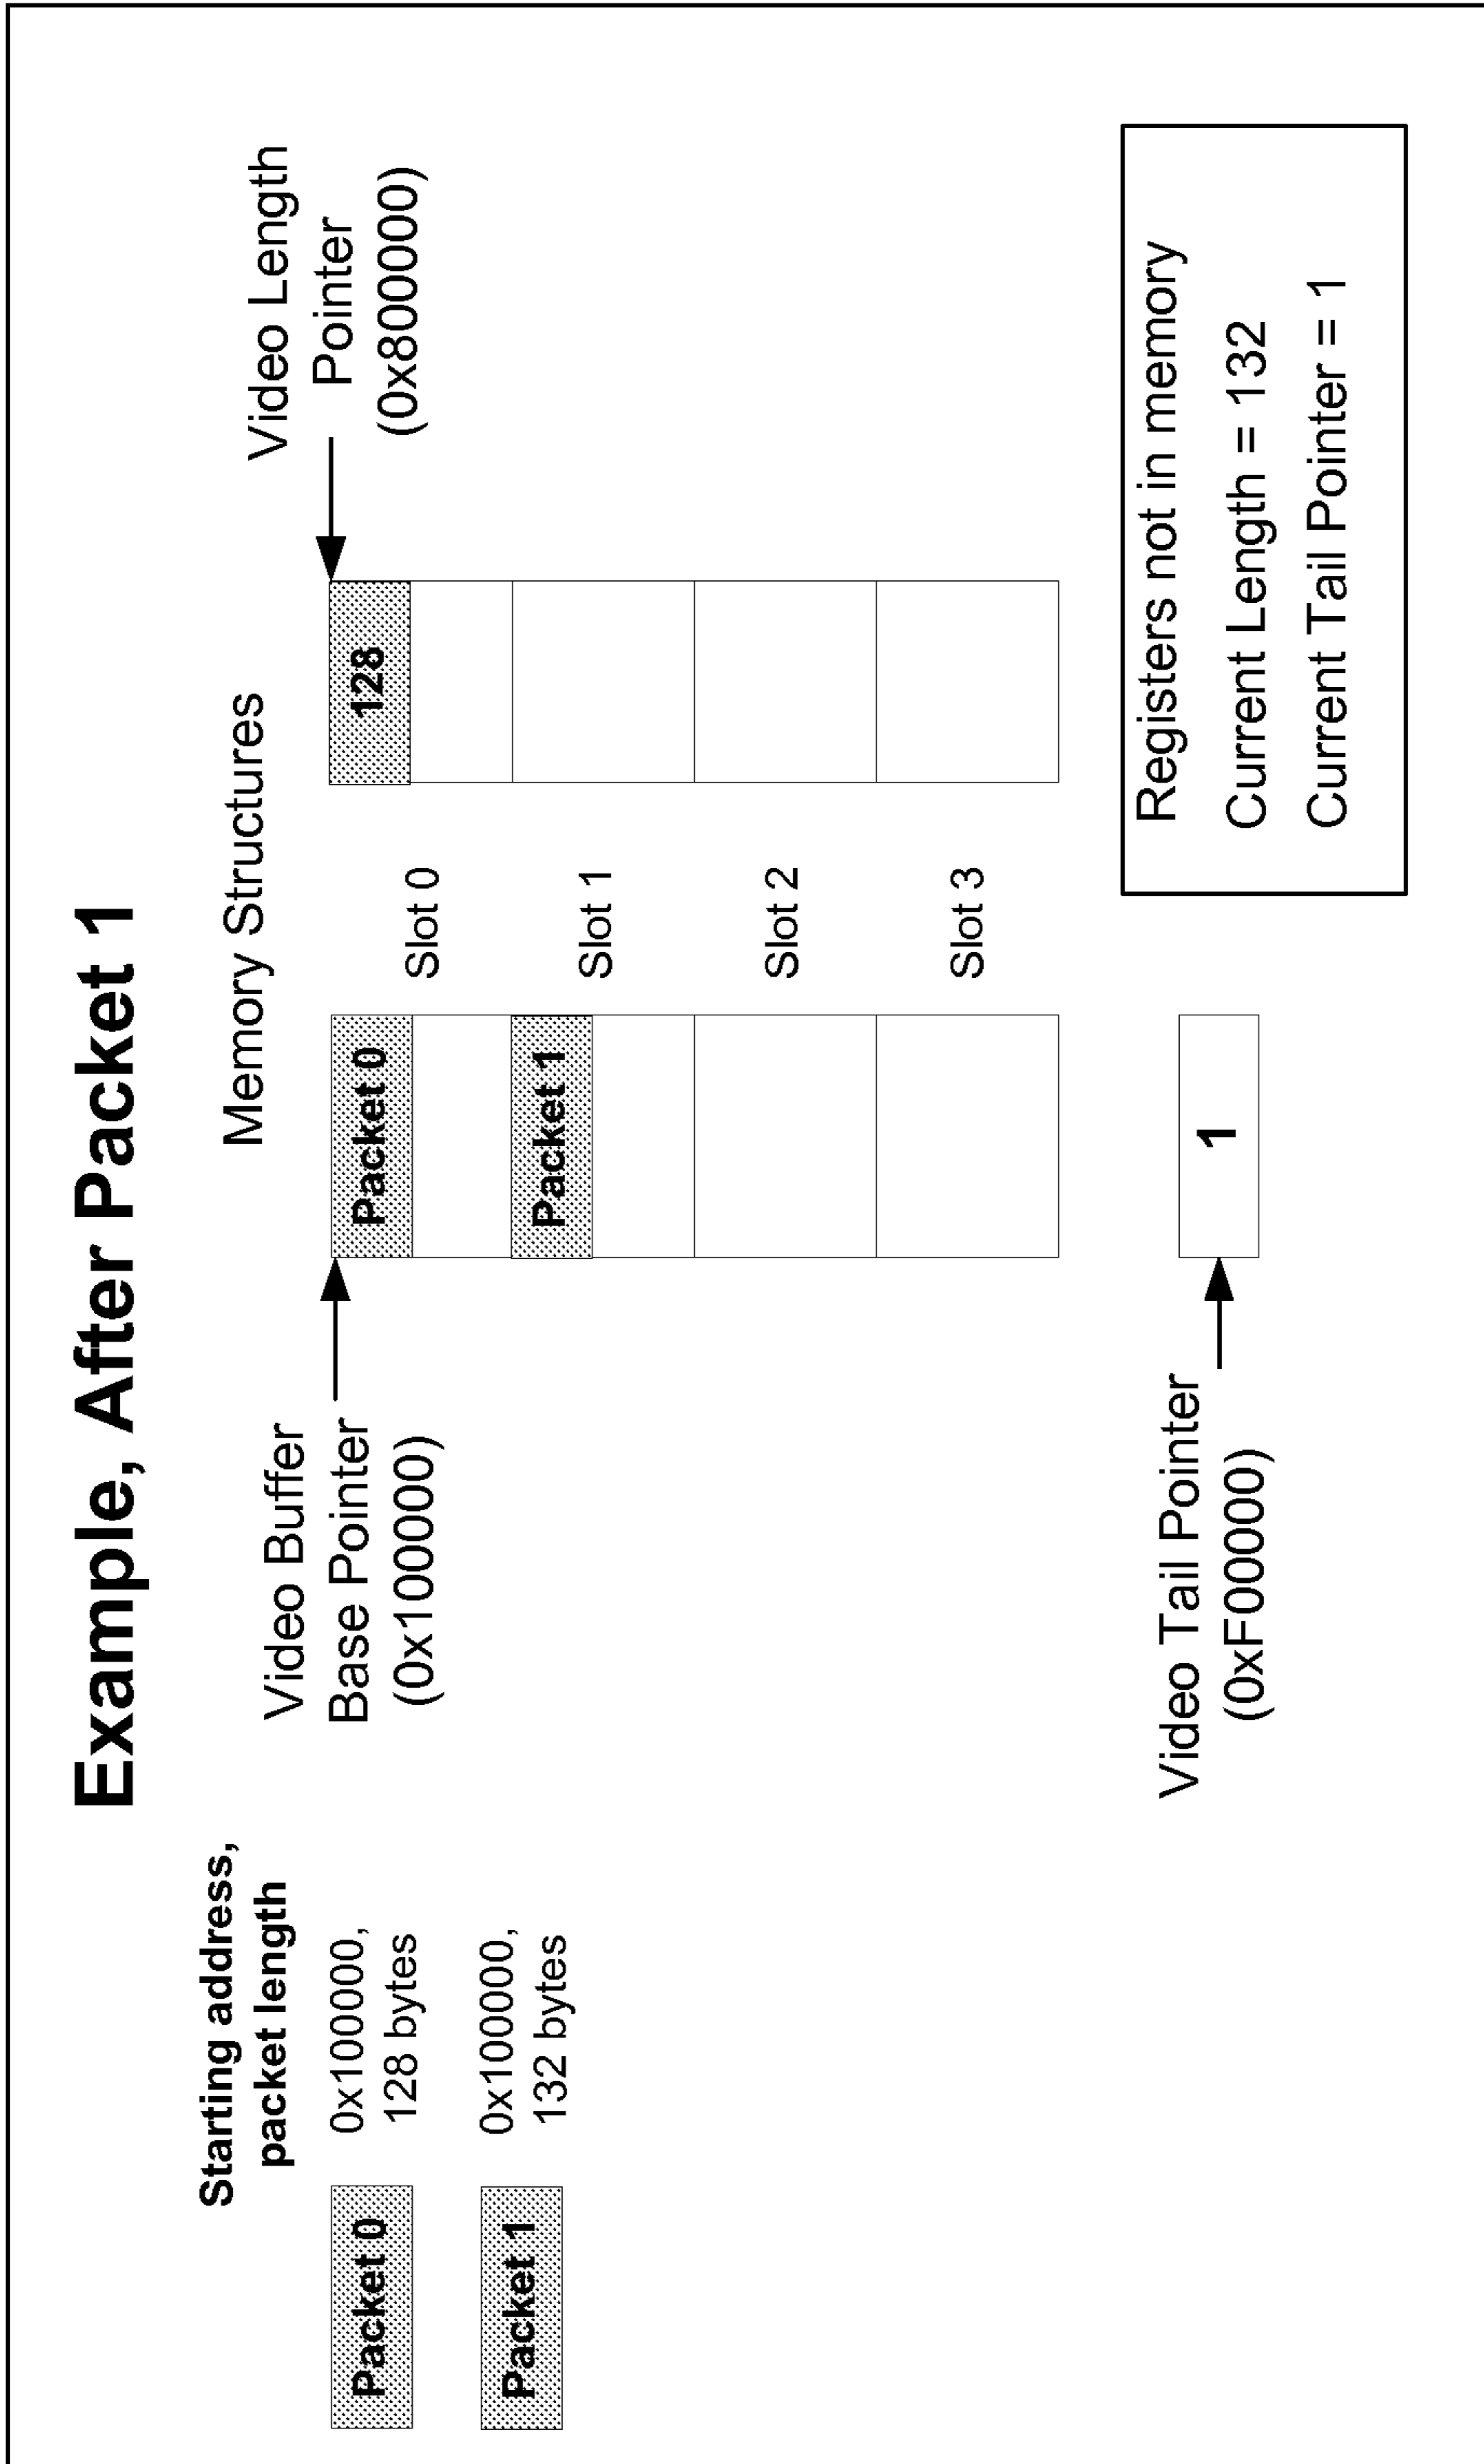 Example, After Packet 1
Starting address,
packet length
Packet 0
0x100000,
128 bytes
Packet 1
0x100000,
132 bytes
Memory Structures
Video Buffer
Base Pointer
(0x100000)
Packet 0
Packet 1
Slot 0
Slot 1
Slot 2
Slot 3
128
Video Length
Pointer
(0x800000)
Video Tail Pointer
(0xF00000)
1
Registers not in memory
Current Length = 132
Current Tail Pointer = 1